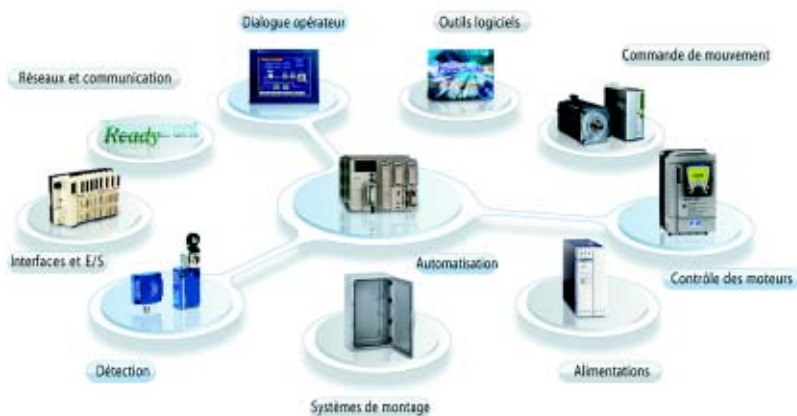 Dialogue opérateur
Outils logiciels
Commande de mouvement
Réseaux et communication
Ready
Interfaces et E/S
Automatisation
Contrôle des moteurs
Détection
Alimentations
Systèmes de montage